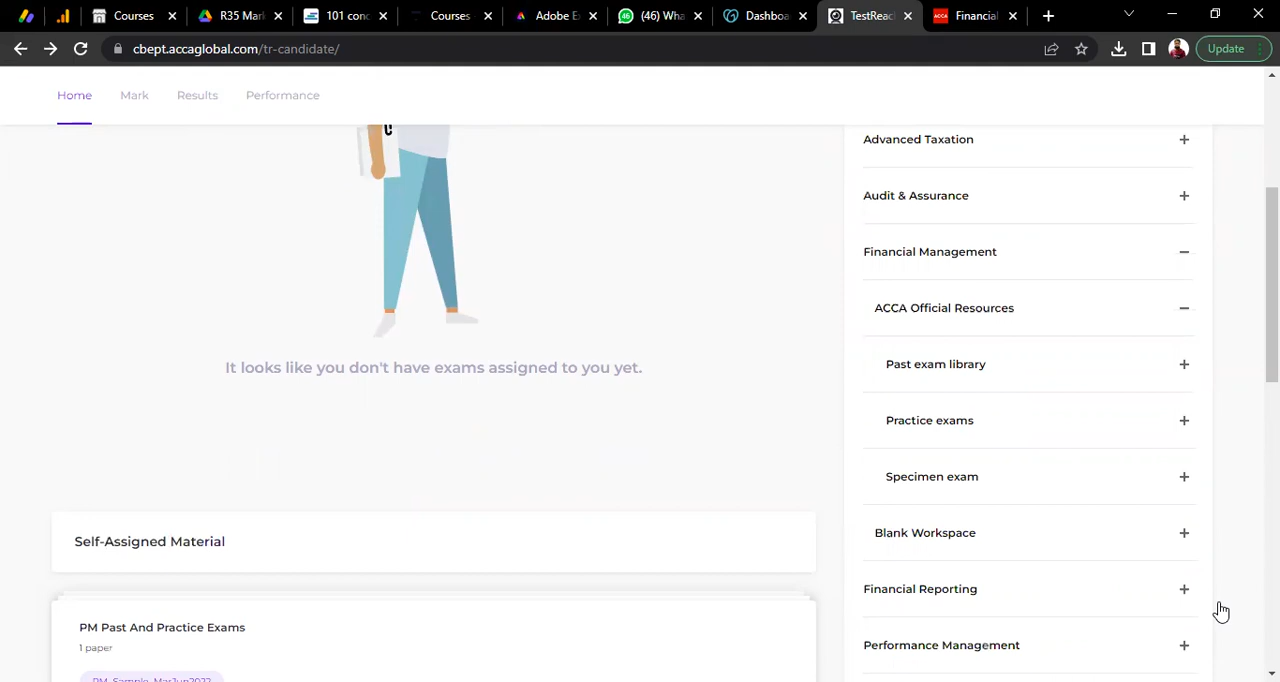 Courses
R35 Mar
101 con
Courses
Adobe E
(46) Wha
Dashboa
TestReac
ACCA
Financial
cbept.accaglobal.com/tr-candidate/
Update
Home
Mark
Results
Performance
Advanced Taxation
Audit & Assurance
Financial Management
ACCA Official Resources
Past exam library
It looks like you don't have exams assigned to you yet.
Practice exams
Specimen exam
Blank Workspace
Self-Assigned Material
Financial Reporting
PM Past And Practice Exams
1 paper
Performance Management
PM_Sample_MarJun2022